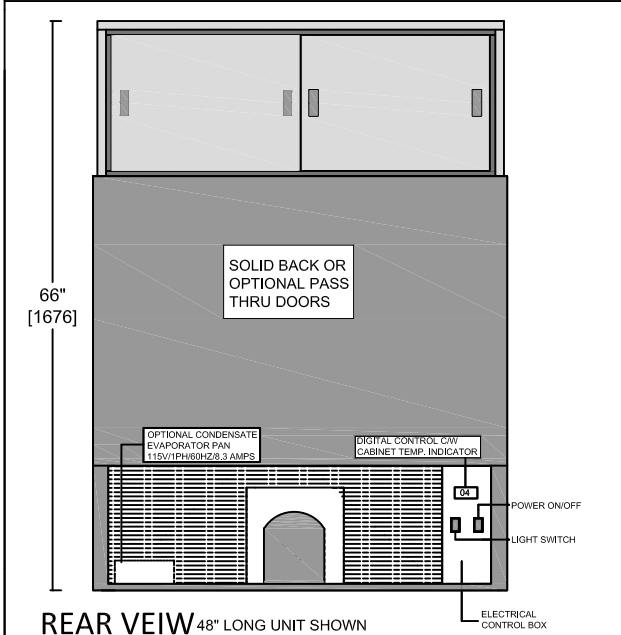 66"
[1676]
SOLID BACK OR
OPTIONAL PASS
THRU DOORS
OPTIONAL CONDENSATE
EVAPORATOR PAN
115V/1PH/60HZ/8.3 AMPS
DIGITAL CONTROL C/W
CABINET TEMP. INDICATOR
04
POWER ON/OFF
LIGHT SWITCH
ELECTRICAL
CONTROL BOX
REAR VEIW 48" LONG UNIT SHOWN